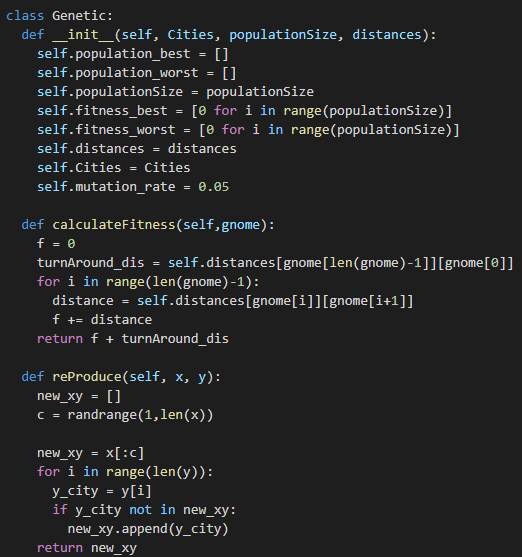 class Genetic:
  def __init__(self, Cities, populationSize, distances):
    self.population_best = []
    self.population_worst = []
    self.populationSize = populationSize
    self.fitness_best = [0 for i in range(populationSize)]
    self.fitness_worst = [0 for i in range(populationSize)]
    self.distances = distances
    self.Cities = Cities
    self.mutation_rate = 0.05

  def calculateFitness(self,gnome):
    f = 0
    turnAround_dis = self.distances[gnome[len(gnome)-1]][gnome[0]]
    for i in range(len(gnome)-1):
      distance = self.distances[gnome[i]][gnome[i+1]]
      f += distance
    return f + turnAround_dis

  def reProduce(self, x, y):
    new_xy = []
    c = randrange(1,len(x))

    new_xy = x[:c]
    for i in range(len(y)):
      y_city = y[i]
      if y_city not in new_xy:
        new_xy.append(y_city)
    return new_xy